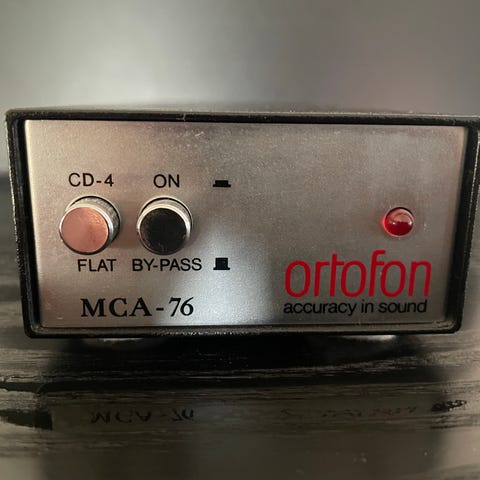 CD-4 ON
FLAT BY-PASS
MCA-76
ortofon
accuracy in sound